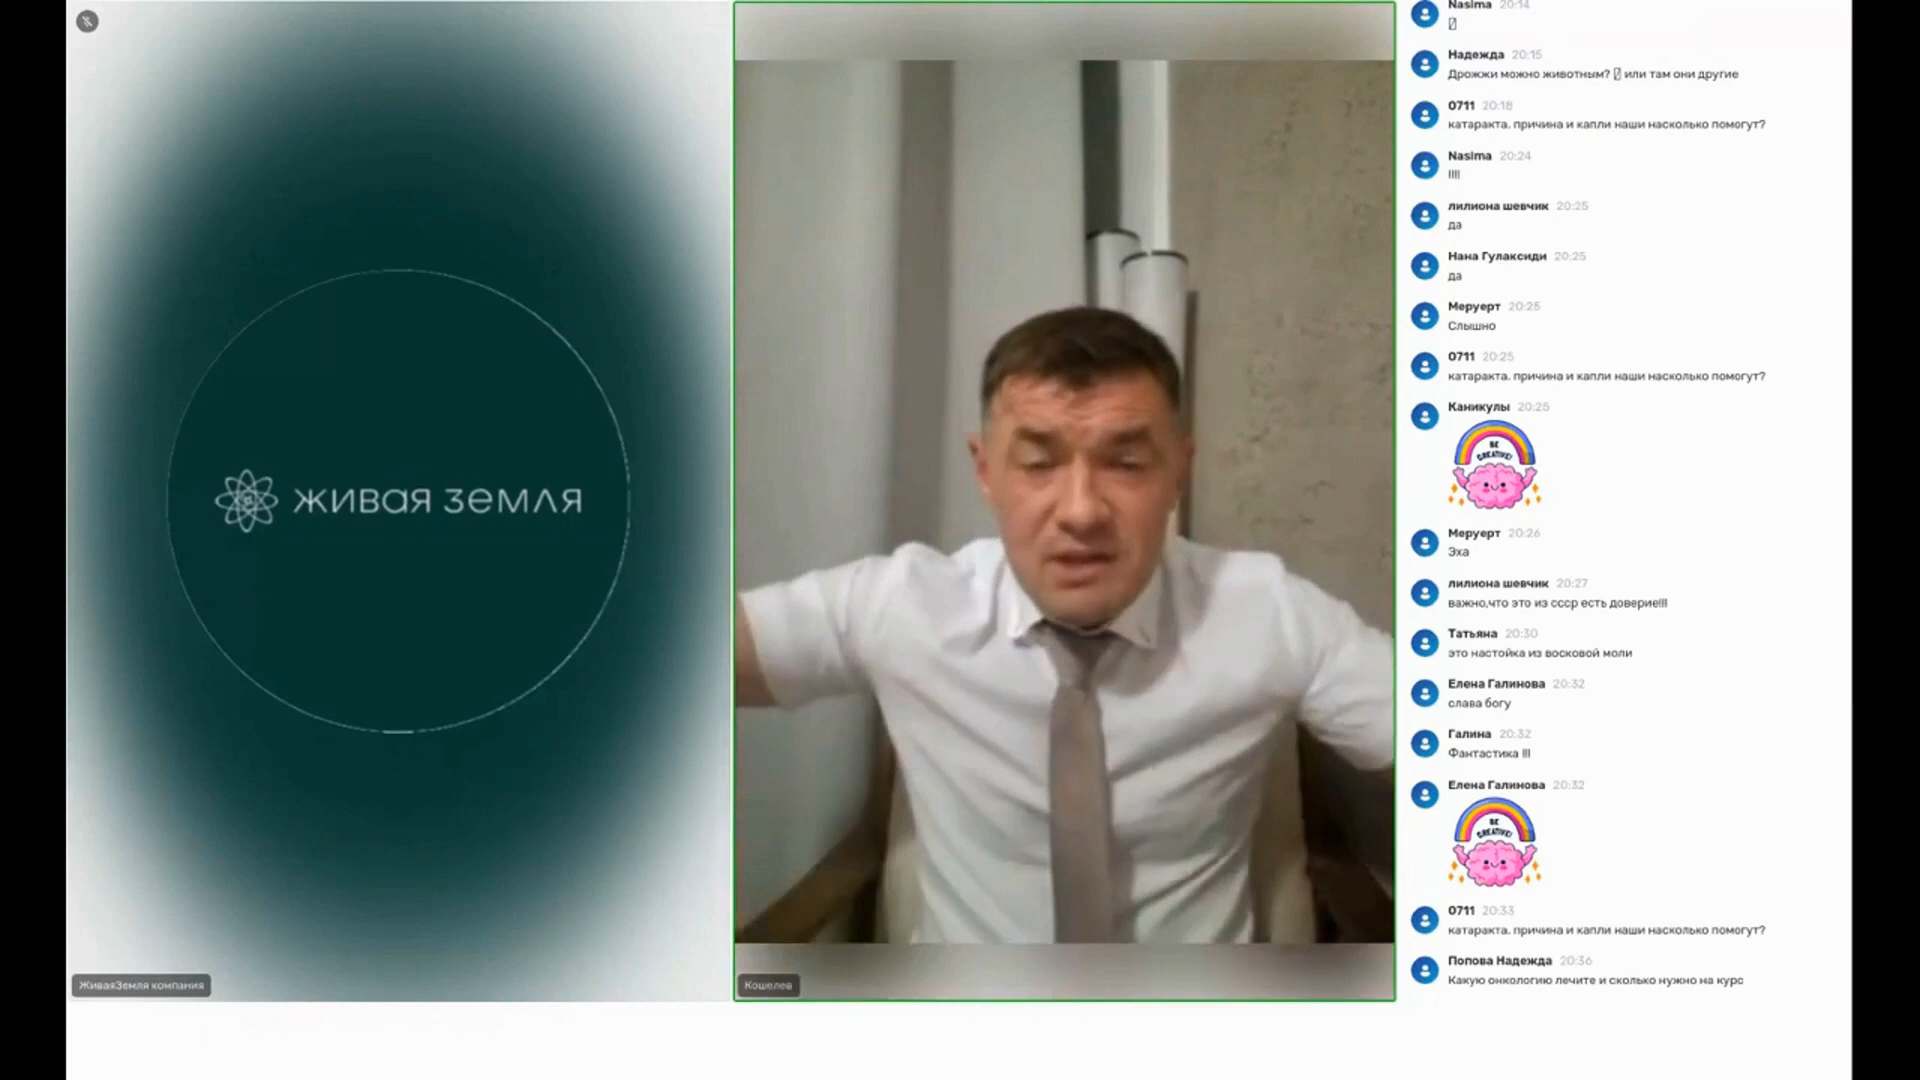 живая земля
ЖиваяЗемля компания
Кошелев
Nasima 20:14
Надежда 20:15
Дрожжи можно животным? или там они другие
0711 20:18
катаракта. причина и капли наши насколько помогут?
Nasima 20:24
!!!!
лилиона шевчик 20:25
да
Нана Гулаксиди 20:25
да
Меруерт 20:25
Слышно
0711 20:25
катаракта. причина и капли наши насколько помогут?
Каникулы 20:25
BE
CREATIVE!
Меруерт 20:26
Эха
лилиона шевчик 20:27
важно,что это из ссср есть доверие!!!
Татьяна 20:30
это настойка из восковой моли
Елена Галинова 20:32
слава богу
Галина 20:32
Фантастика !!!
Елена Галинова 20:32
BE
CREATIVE!
0711 20:33
катаракта. причина и капли наши насколько помогут?
Попова Надежда 20:36
Какую онкологию лечите и сколько нужно на курс